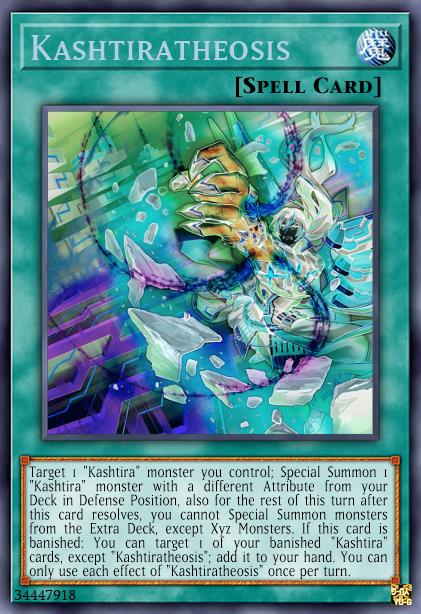 KASHTIRATHEOSIS
魔
[SPELL CARD]
Target 1 "Kashtira" monster you control; Special Summon 1
"Kashtira" monster with a different Attribute from your
Deck in Defense Position, also for the rest of this turn after
this card resolves, you cannot Special Summon monsters
from the Extra Deck, except Xyz Monsters. If this card is
banished: You can target 1 of your banished "Kashtira"
cards, except "Kashtiratheosis"; add it to your hand. You can
only use each effect of "Kashtiratheosis" once per turn.
34447918